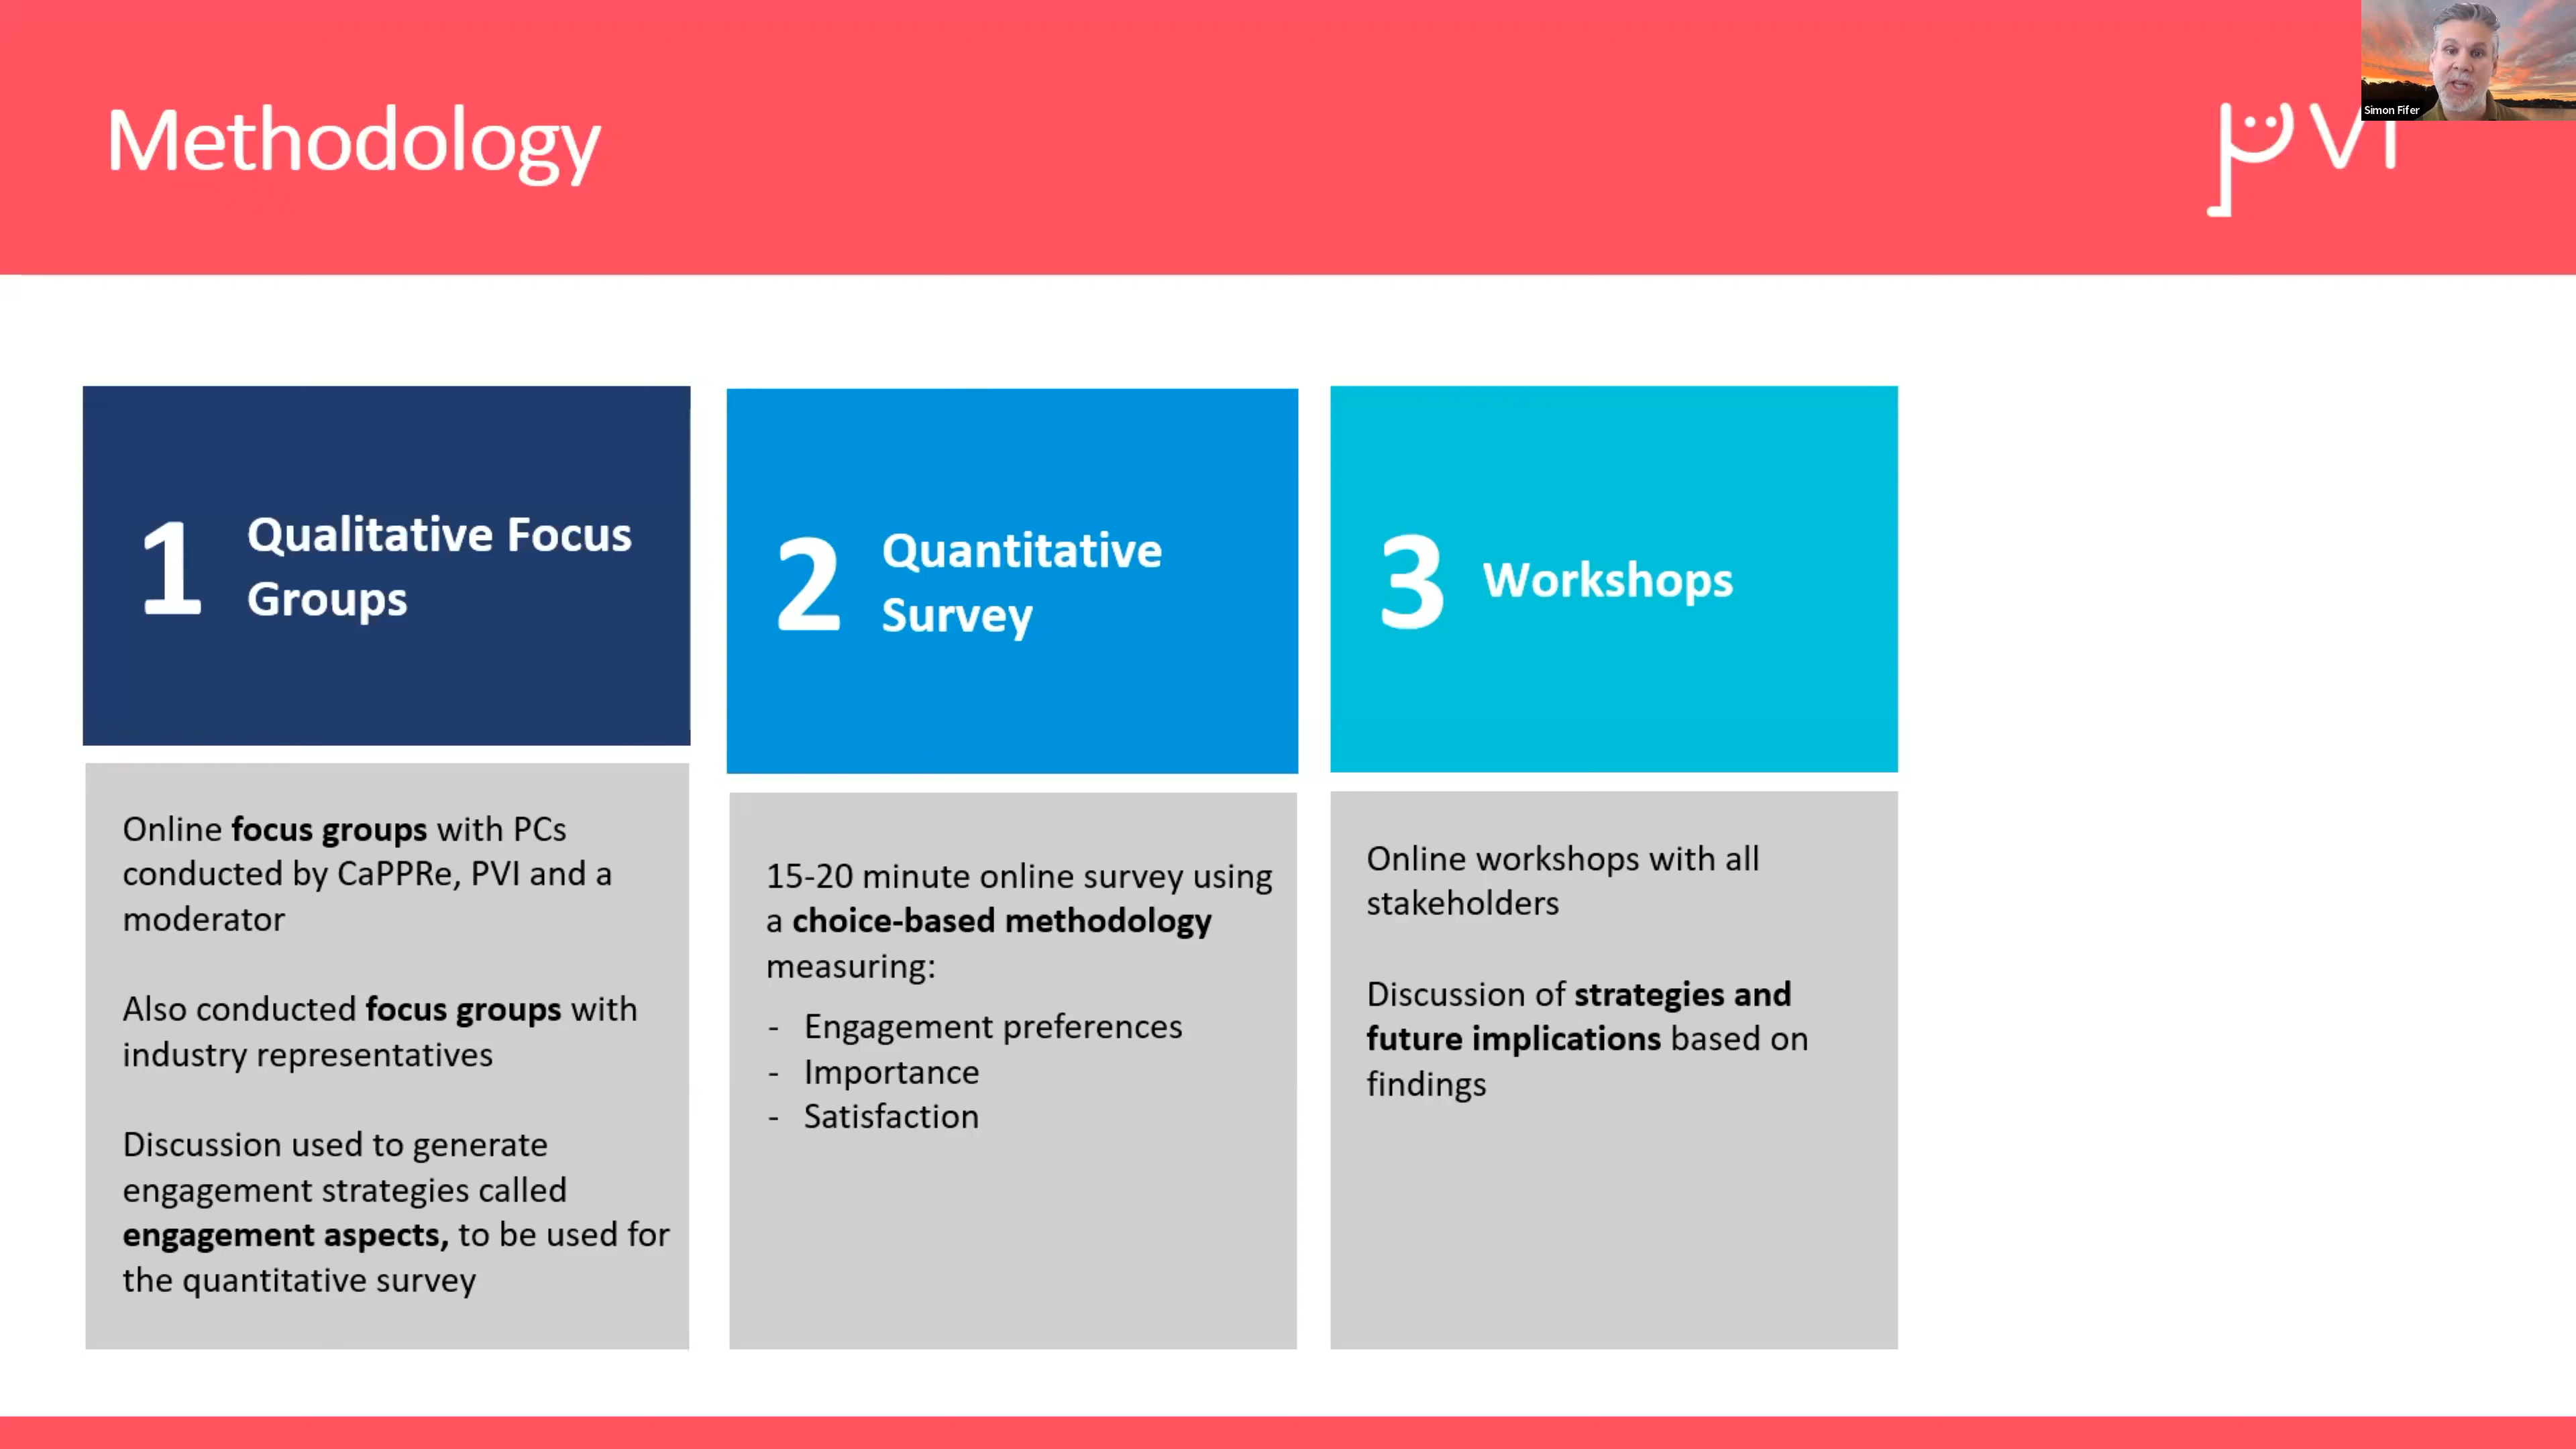 Simon Fifer
Methodology
PVI
1
Qualitative Focus
Groups
Online focus groups with PCs
conducted by CaPPRe, PVI and a
moderator
Also conducted focus groups with
industry representatives
Discussion used to generate
engagement strategies called
engagement aspects, to be used for
the quantitative survey
2
Quantitative
Survey
15-20 minute online survey using
a choice-based methodology
measuring:
- Engagement preferences
- Importance
- Satisfaction
3
Workshops
Online workshops with all
stakeholders
Discussion of strategies and
future implications based on
findings